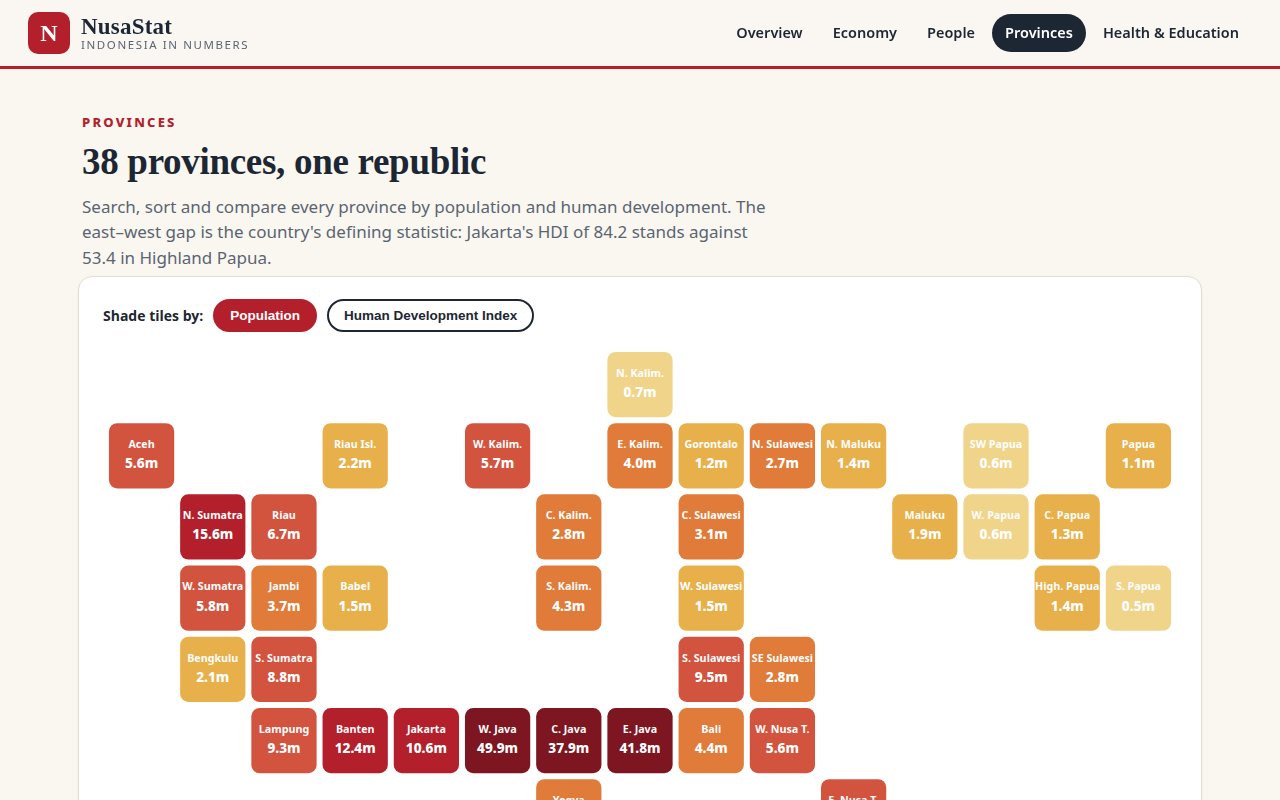 N
NusaStat
INDONESIA IN NUMBERS
Overview
Economy
People
Provinces
Health & Education
PROVINCES
38 provinces, one republic
Search, sort and compare every province by population and human development. The
east–west gap is the country's defining statistic: Jakarta's HDI of 84.2 stands against
53.4 in Highland Papua.
Shade tiles by:
Population
Human Development Index
N. Kalim.
0.7m
Aceh
5.6m
Riau Isl.
2.2m
W. Kalim.
5.7m
E. Kalim.
4.0m
Gorontalo
1.2m
N. Sulawesi
2.7m
N. Maluku
1.4m
SW Papua
0.6m
Papua
1.1m
N. Sumatra
15.6m
Riau
6.7m
C. Kalim.
2.8m
C. Sulawesi
3.1m
Maluku
1.9m
W. Papua
0.6m
C. Papua
1.3m
W. Sumatra
5.8m
Jambi
3.7m
Babel
1.5m
S. Kalim.
4.3m
W. Sulawesi
1.5m
High. Papua
1.4m
S. Papua
0.5m
Bengkulu
2.1m
S. Sumatra
8.8m
S. Sulawesi
9.5m
SE Sulawesi
2.8m
Lampung
9.3m
Banten
12.4m
Jakarta
10.6m
W. Java
49.9m
C. Java
37.9m
E. Java
41.8m
Bali
4.4m
W. Nusa T.
5.6m
Yogya
E. Nusa T.